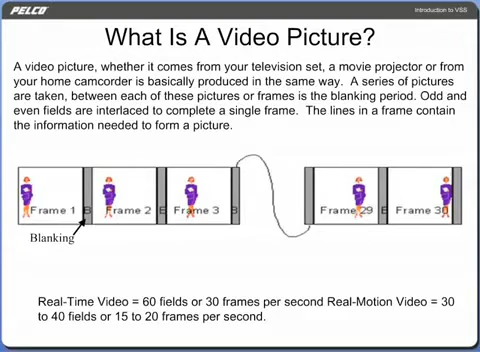 PELCO
Introduction to VSS
What Is A Video Picture?
A video picture, whether it comes from your television set, a movie projector or from
your home camcorder is basically produced in the same way. A series of pictures
are taken, between each of these pictures or frames is the blanking period. Odd and
even fields are interlaced to complete a single frame. The lines in a frame contain
the information needed to form a picture.
Frame 1 B Frame 2 B Frame 3 B Frame 29 B Frame 30
Blanking
Real-Time Video = 60 fields or 30 frames per second Real-Motion Video = 30
to 40 fields or 15 to 20 frames per second.